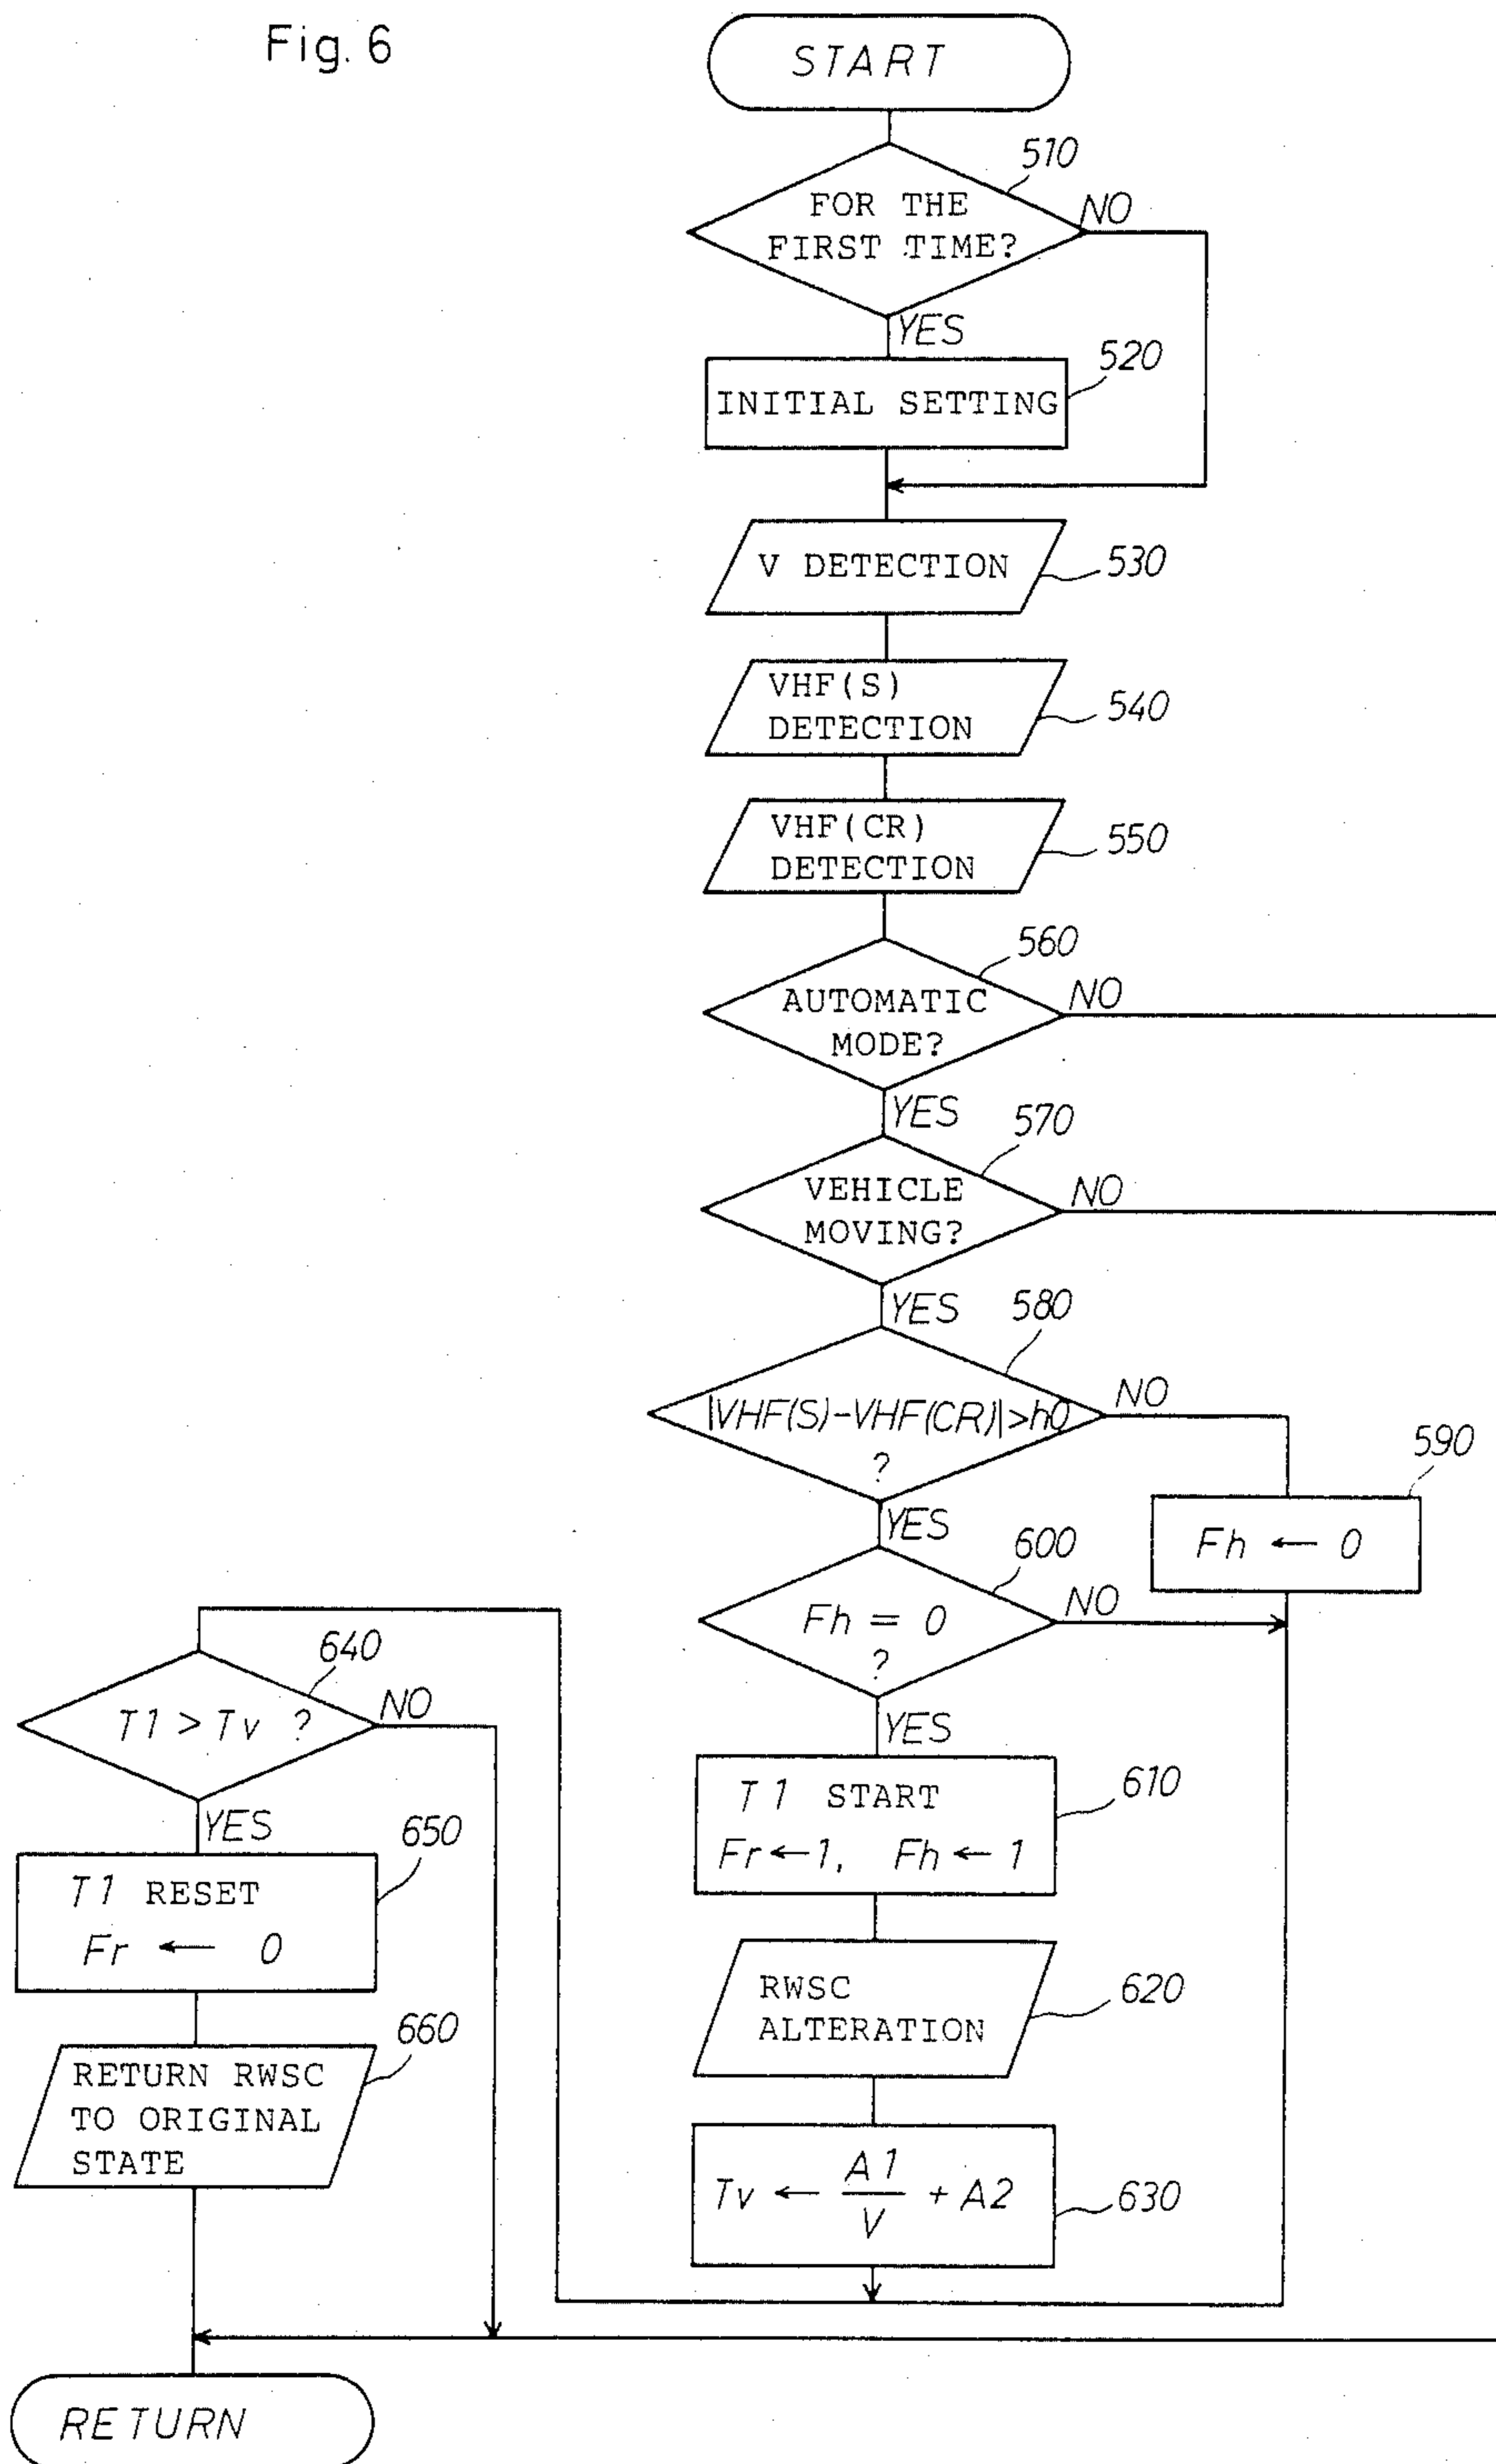 Fig. 6
START
510
FOR THE
FIRST TIME?
NO
YES
520
INITIAL SETTING
V DETECTION
530
VHF(S)
DETECTION
540
VHF(CR)
DETECTION
550
560
AUTOMATIC
MODE?
NO
YES
570
VEHICLE
MOVING?
NO
YES
580
|VHF(S)-VHF(CR)|>h0
?
NO
YES
590
Fh ← 0
600
Fh = 0
?
NO
YES
610
T1 START
Fr←1, Fh←1
620
RWSC
ALTERATION
630
Tv ← A1/V + A2
640
T1 > Tv ?
NO
YES
650
T1 RESET
Fr ← 0
660
RETURN RWSC
TO ORIGINAL
STATE
RETURN